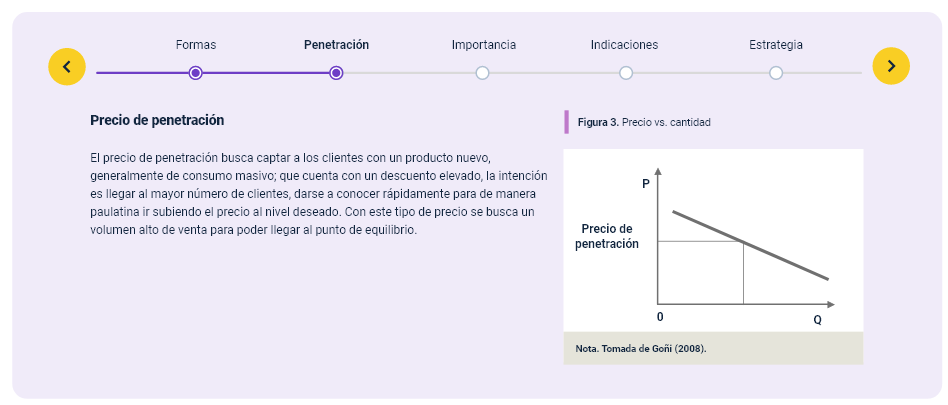 Formas
Penetración
Importancia
Indicaciones
Estrategia
Precio de penetración
El precio de penetración busca captar a los clientes con un producto nuevo,
generalmente de consumo masivo; que cuenta con un descuento elevado, la intención
es llegar al mayor número de clientes, darse a conocer rápidamente para de manera
paulatina ir subiendo el precio al nivel deseado. Con este tipo de precio se busca un
volumen alto de venta para poder llegar al punto de equilibrio.
Figura 3. Precio vs. cantidad
P
Precio de
penetración
0
Q
Nota. Tomada de Goñi (2008).